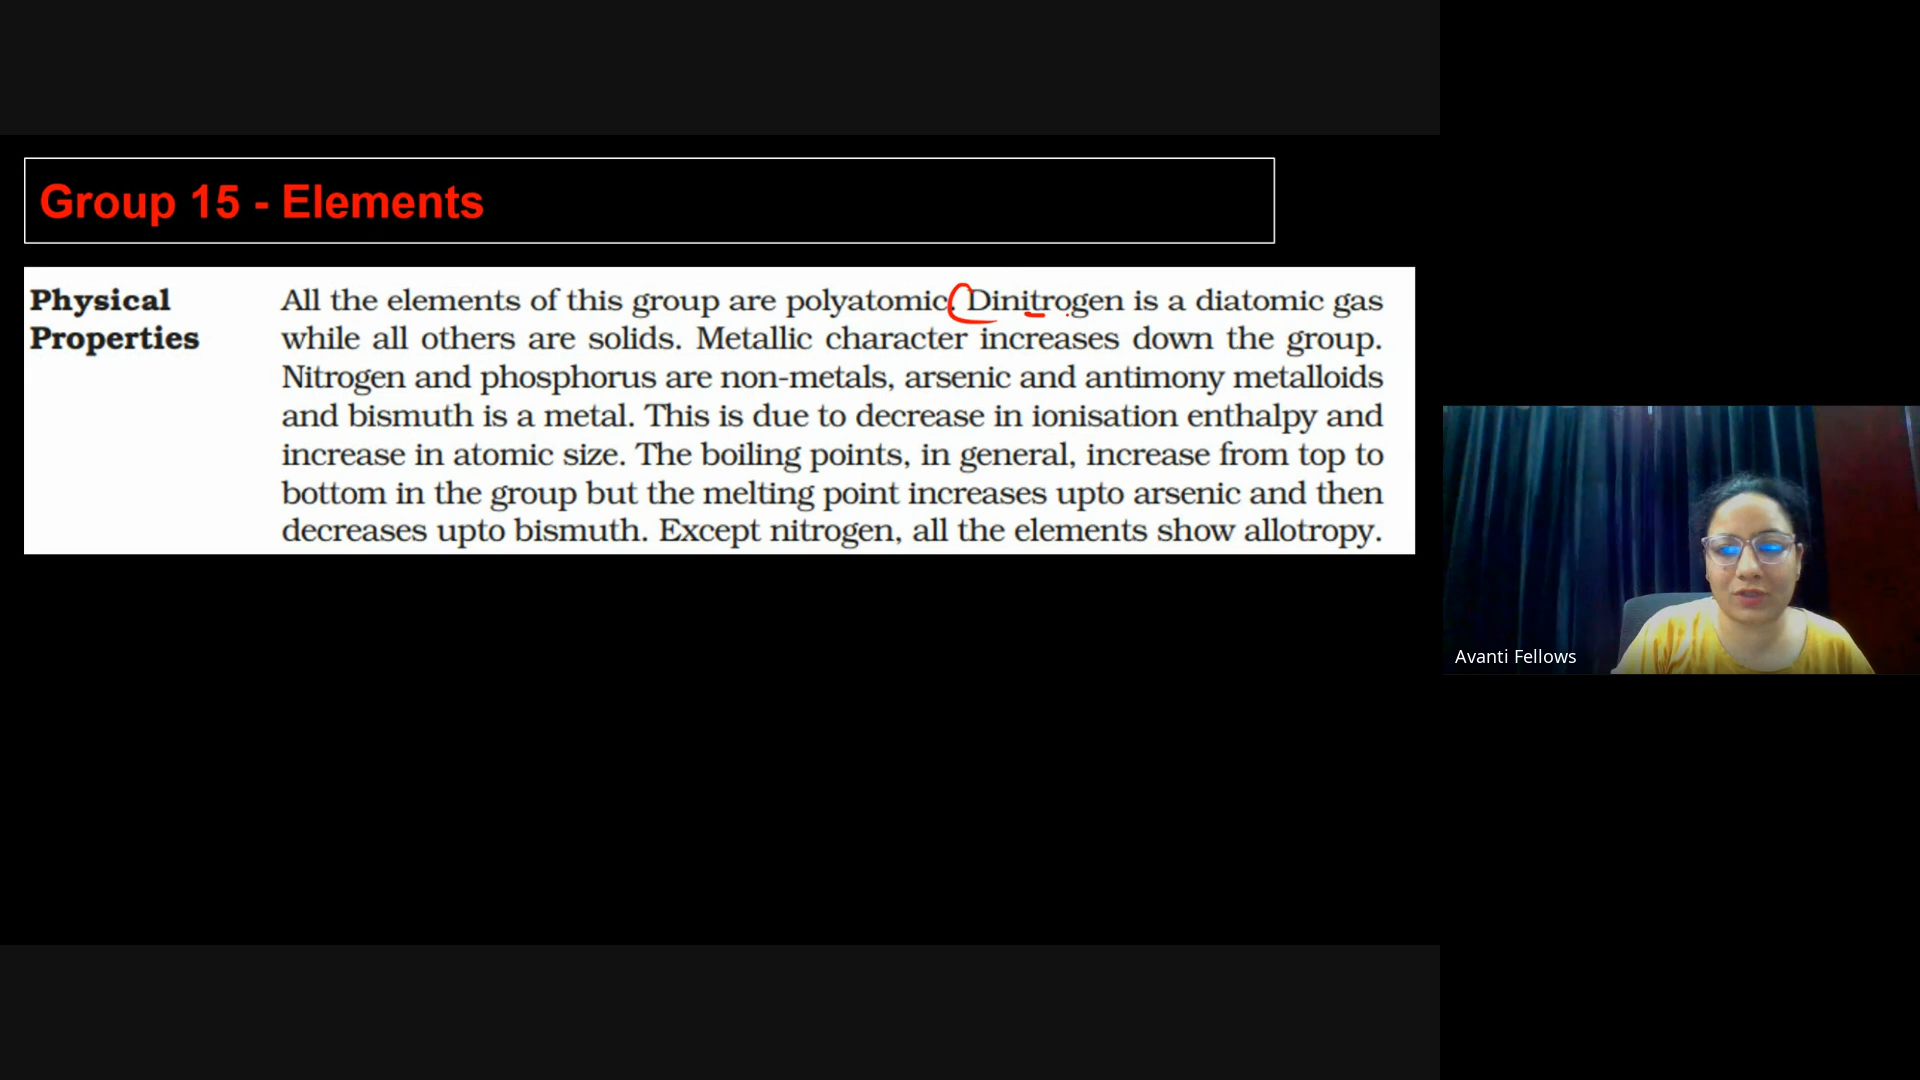 Group 15 - Elements
Physical
Properties
All the elements of this group are polyatomic. Dinitrogen is a diatomic gas
while all others are solids. Metallic character increases down the group.
Nitrogen and phosphorus are non-metals, arsenic and antimony metalloids
and bismuth is a metal. This is due to decrease in ionisation enthalpy and
increase in atomic size. The boiling points, in general, increase from top to
bottom in the group but the melting point increases upto arsenic and then
decreases upto bismuth. Except nitrogen, all the elements show allotropy.
Avanti Fellows